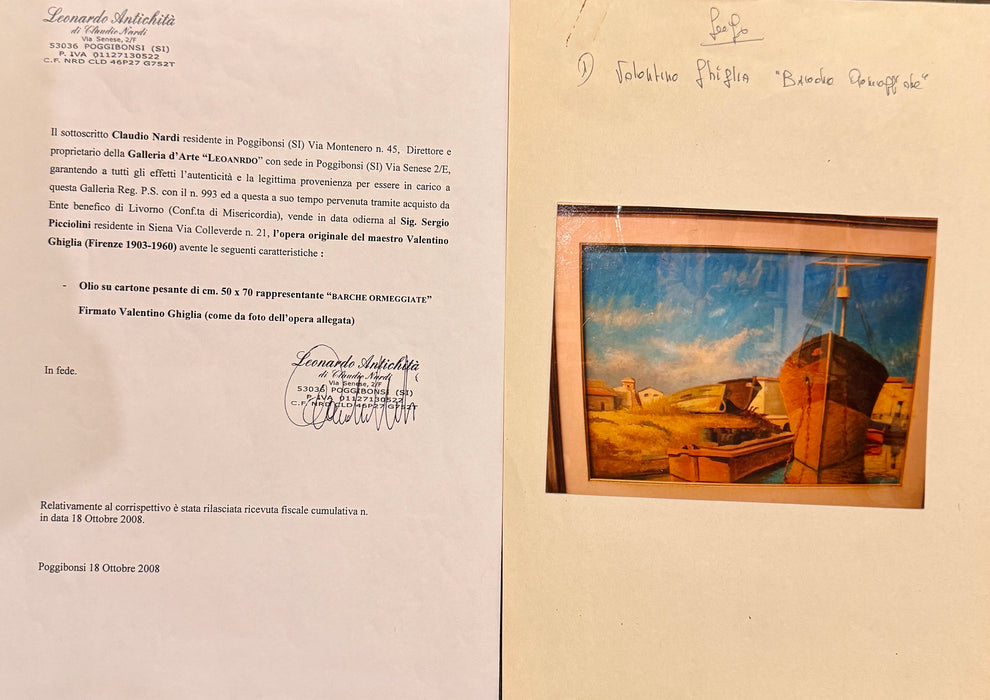 Leonardo Antichità
di Claudio Nardi
Via Senese, 2/F
53036 POGGIBONSI (SI)
P. IVA 01127130522
C.F. NRD CLD 46P27 G752T
Il sottoscritto Claudio Nardi residente in Poggibonsi (SI) Via Montenero n. 45, Direttore e
proprietario della Galleria d'Arte “LEOANRDO” con sede in Poggibonsi (SI) Via Senese 2/E,
garantendo a tutti gli effetti l'autenticità e la legittima provenienza per essere in carico a
questa Galleria Reg. P.S. con il n. 993 ed a questa a suo tempo pervenuta tramite acquisto da
Ente benefico di Livorno (Conf.ta di Misericordia), vende in data odierna al Sig. Sergio
Picciolini residente in Siena Via Colleverde n. 21, l'opera originale del maestro Valentino
Ghiglia (Firenze 1903-1960) avente le seguenti caratteristiche :
- Olio su cartone pesante di cm. 50 x 70 rappresentante “BARCHE ORMEGGIATE”
Firmato Valentino Ghiglia (come da foto dell'opera allegata)
In fede.
Leonardo Antichità
di Claudio Nardi
Via Senese, 2/F
53036 POGGIBONSI (SI)
P. IVA 01127130522
C.F. NRD CLD 46P27 G752T
Relativamente al corrispettivo è stata rilasciata ricevuta fiscale cumulativa n.
in data 18 Ottobre 2008.
Poggibonsi 18 Ottobre 2008
1) Valentino Ghiglia